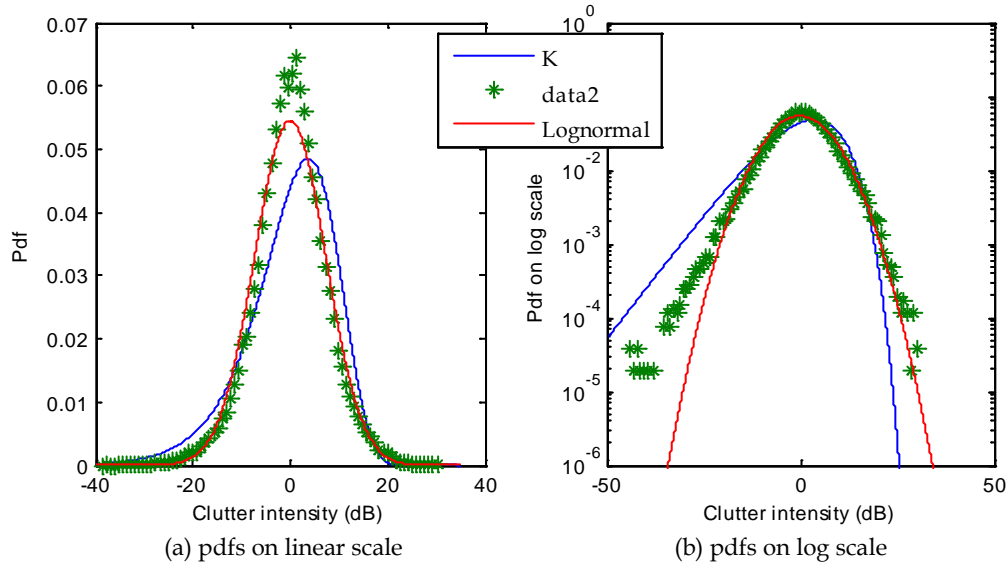 0.07
0.06
0.05
0.04
0.03
0.02
0.01
0
-40
-20
0
20
40
Pdf
Clutter intensity (dB)
(a) pdfs on linear scale
K
data2
Lognormal
10^0
10^-2
10^-3
10^-4
10^-5
10^-6
-50
0
50
Pdf on log scale
Clutter intensity (dB)
(b) pdfs on log scale